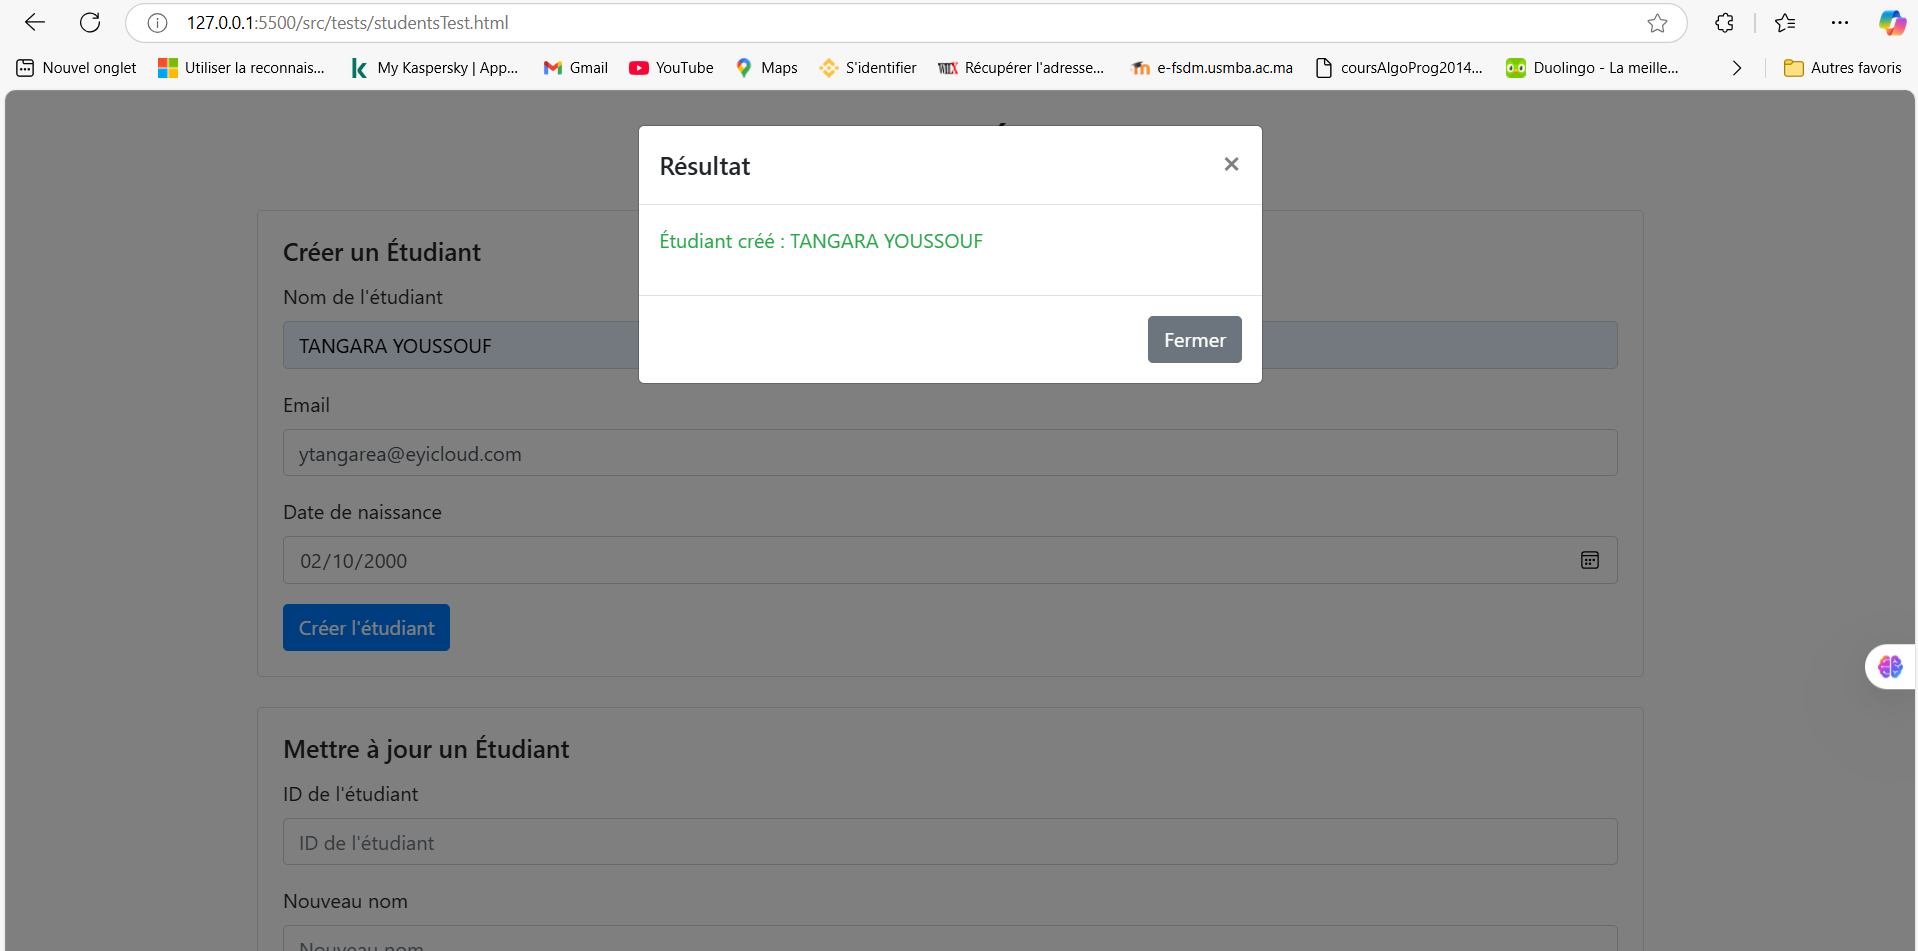 127.0.0.1:5500/src/tests/studentsTest.html
Nouvel onglet
Utiliser la reconnais...
My Kaspersky | App...
Gmail
YouTube
Maps
S'identifier
Récupérer l'adresse...
e-fsdm.usmba.ac.ma
coursAlgoProg2014...
Duolingo - La meille...
Autres favoris
Résultat
×
Étudiant créé : TANGARA YOUSSOUF
Fermer
Créer un Étudiant
Nom de l'étudiant
TANGARA YOUSSOUF
Email
ytangarea@eyicloud.com
Date de naissance
02/10/2000
Créer l'étudiant
Mettre à jour un Étudiant
ID de l'étudiant
ID de l'étudiant
Nouveau nom
Nouveau nom